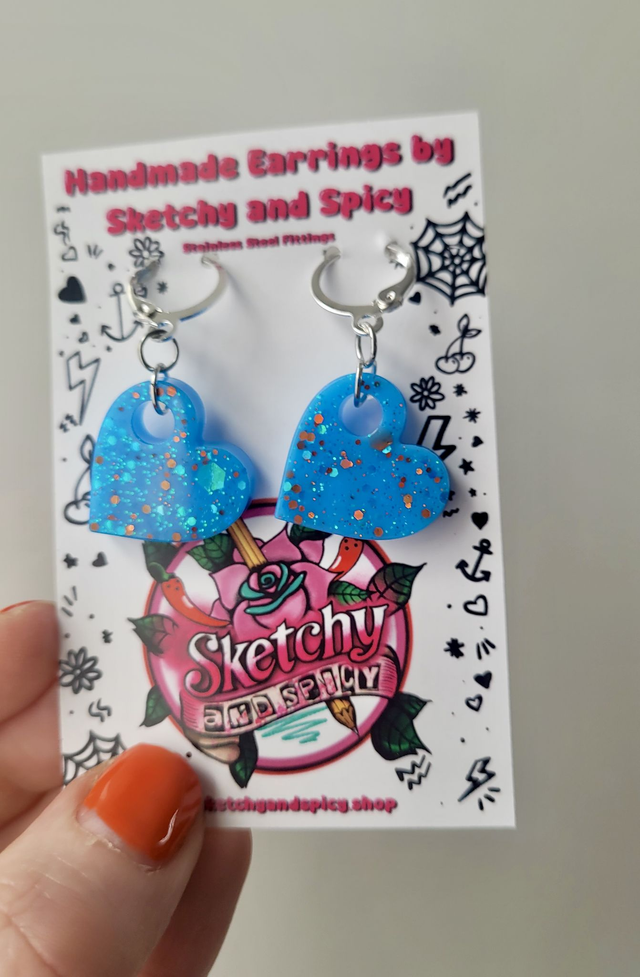 Handmade Earrings by
Sketchy and Spicy
Stainless Steel Fittings
Sketchy
AND SPICY
sketchyandspicy.shop